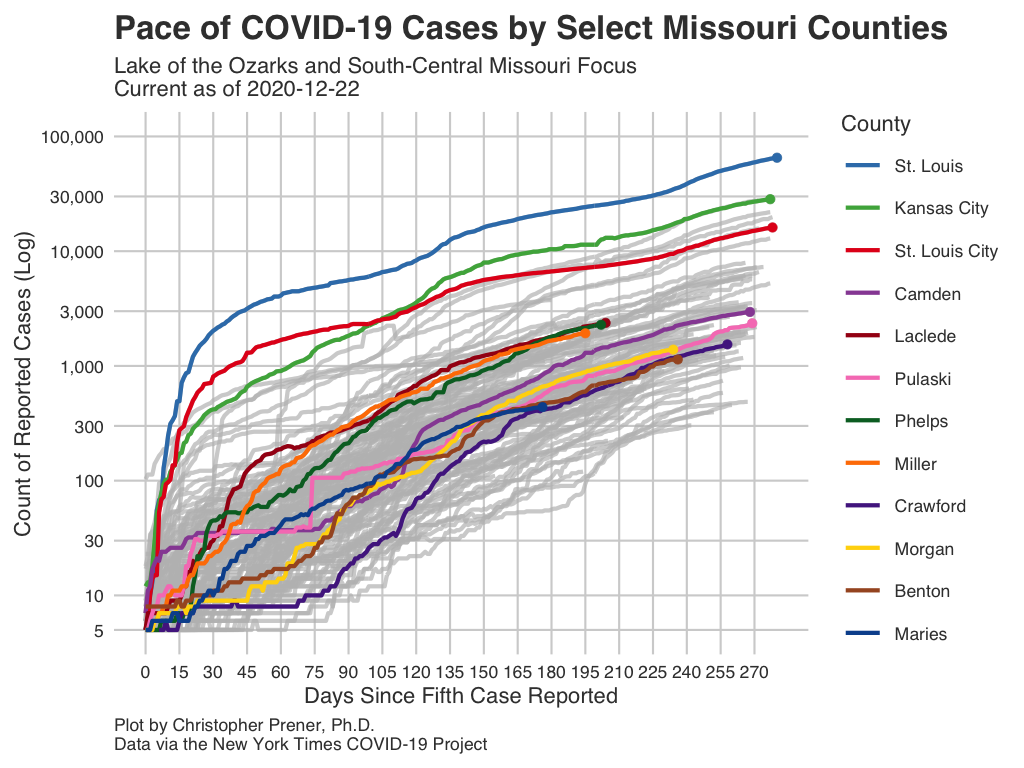 Pace of COVID-19 Cases by Select Missouri Counties
Lake of the Ozarks and South-Central Missouri Focus
Current as of 2020-12-22
Count of Reported Cases (Log)
100,000
30,000
10,000
3,000
1,000
300
100
30
10
5
0 15 30 45 60 75 90 105 120 135 150 165 180 195 210 225 240 255 270
Days Since Fifth Case Reported
County
St. Louis
Kansas City
St. Louis City
Camden
Laclede
Pulaski
Phelps
Miller
Crawford
Morgan
Benton
Maries
Plot by Christopher Prener, Ph.D.
Data via the New York Times COVID-19 Project